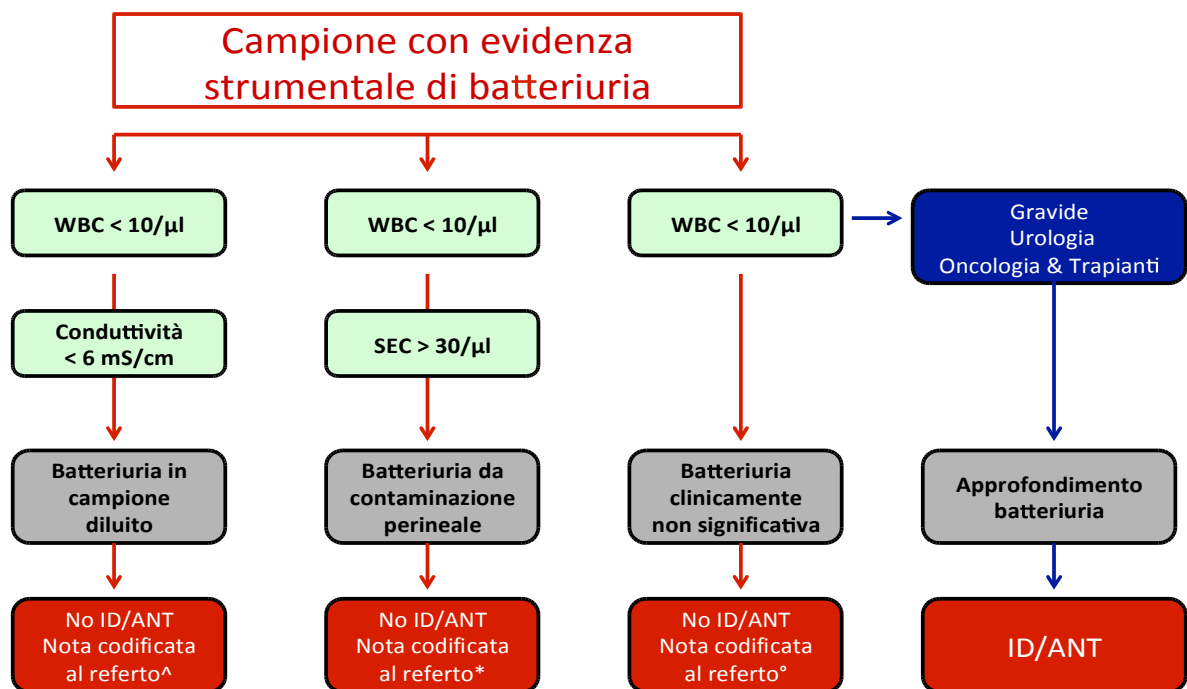 Campione con evidenza
strumentale di batteriuria
WBC < 10/µl
WBC < 10/µl
WBC < 10/µl
Gravide
Urologia
Oncologia & Trapianti
Conduttività
< 6 mS/cm
SEC > 30/µl
Batteriuria in
campione
diluito
Batteriuria da
contaminazione
perineale
Batteriuria
clinicamente
non significativa
Approfondimento
batteriuria
No ID/ANT
Nota codificata
al referto^
No ID/ANT
Nota codificata
al referto*
No ID/ANT
Nota codificata
al referto°
ID/ANT